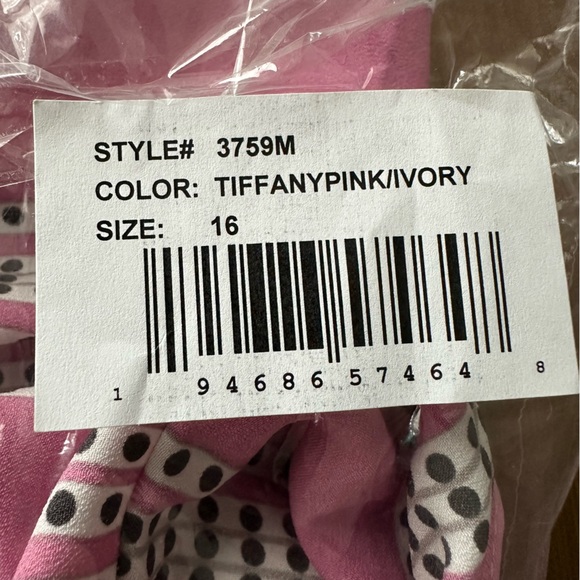 STYLE# 3759M
COLOR: TIFFANYPINK/IVORY
SIZE: 16
1 94686 57464 8